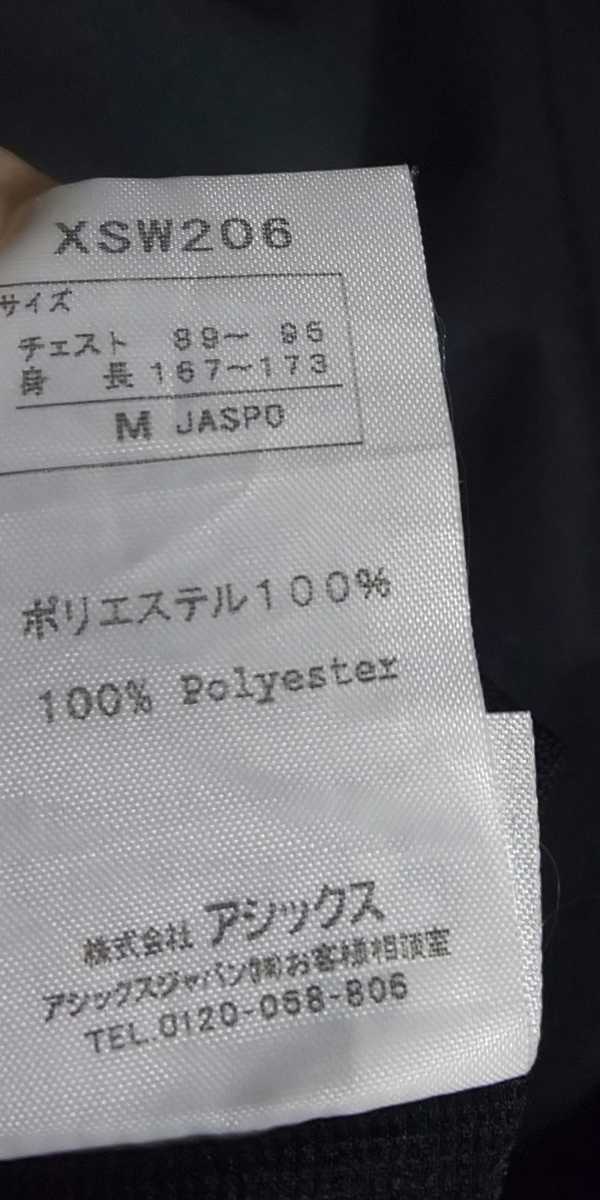 XSW206
サイズ
チェスト 89〜 96
身 長 167〜173
M JASPO
ポリエステル100%
100% Polyester
株式会社 アシックス
アシックスジャパン(株)お客様相談室
TEL.0120-068-806